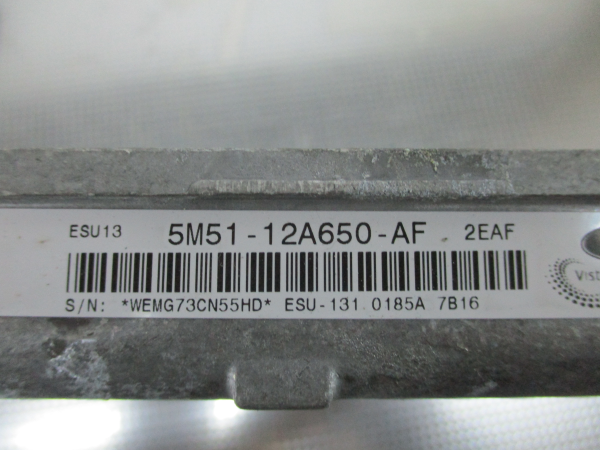 ESU13 5M51-12A650-AF 2EAF
S/N: *WEMG73CN55HD* ESU-131 0185A 7B16